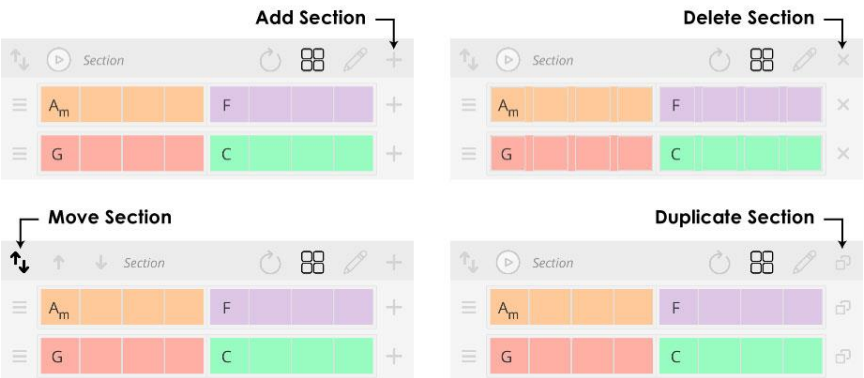 Add Section
Delete Section
Section
Section
Am F
Am F
G C
G C
Move Section
Duplicate Section
Section
Section
Am F
Am F
G C
G C